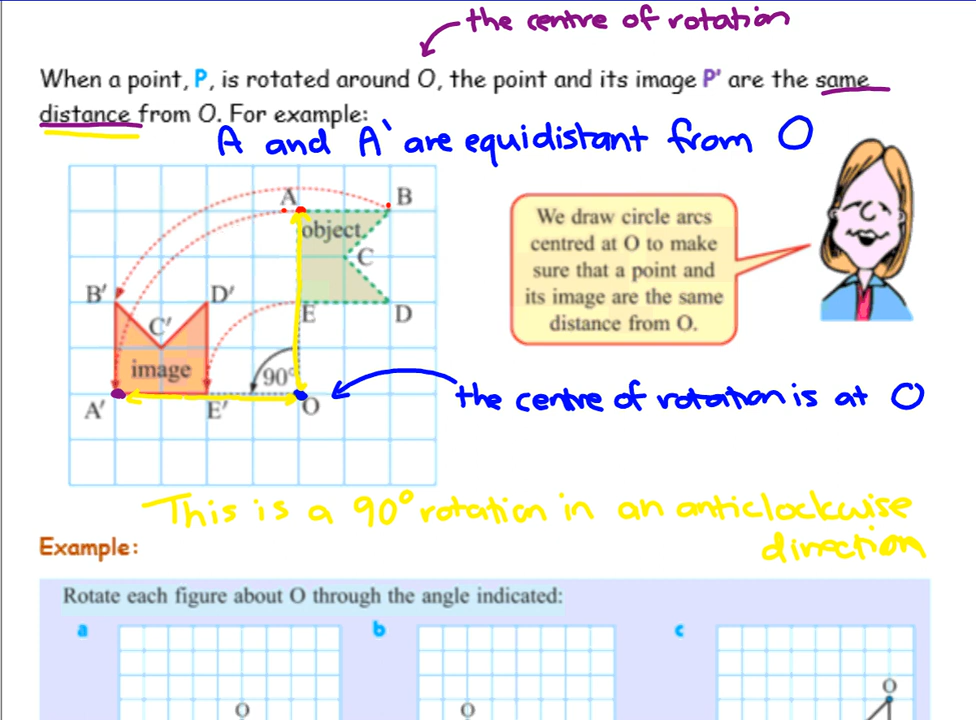 the centre of rotation
When a point, P, is rotated around O, the point and its image P' are the same
distance from O. For example:
A and A' are equidistant from O
A
B
object
C
We draw circle arcs
centred at O to make
sure that a point and
its image are the same
distance from O.
B'
D'
C'
E
D
image
90°
A'
E'
O
the centre of rotation is at O
This is a 90° rotation in an anticlockwise
direction
Example:
Rotate each figure about O through the angle indicated:
a
b
c
O
O
O